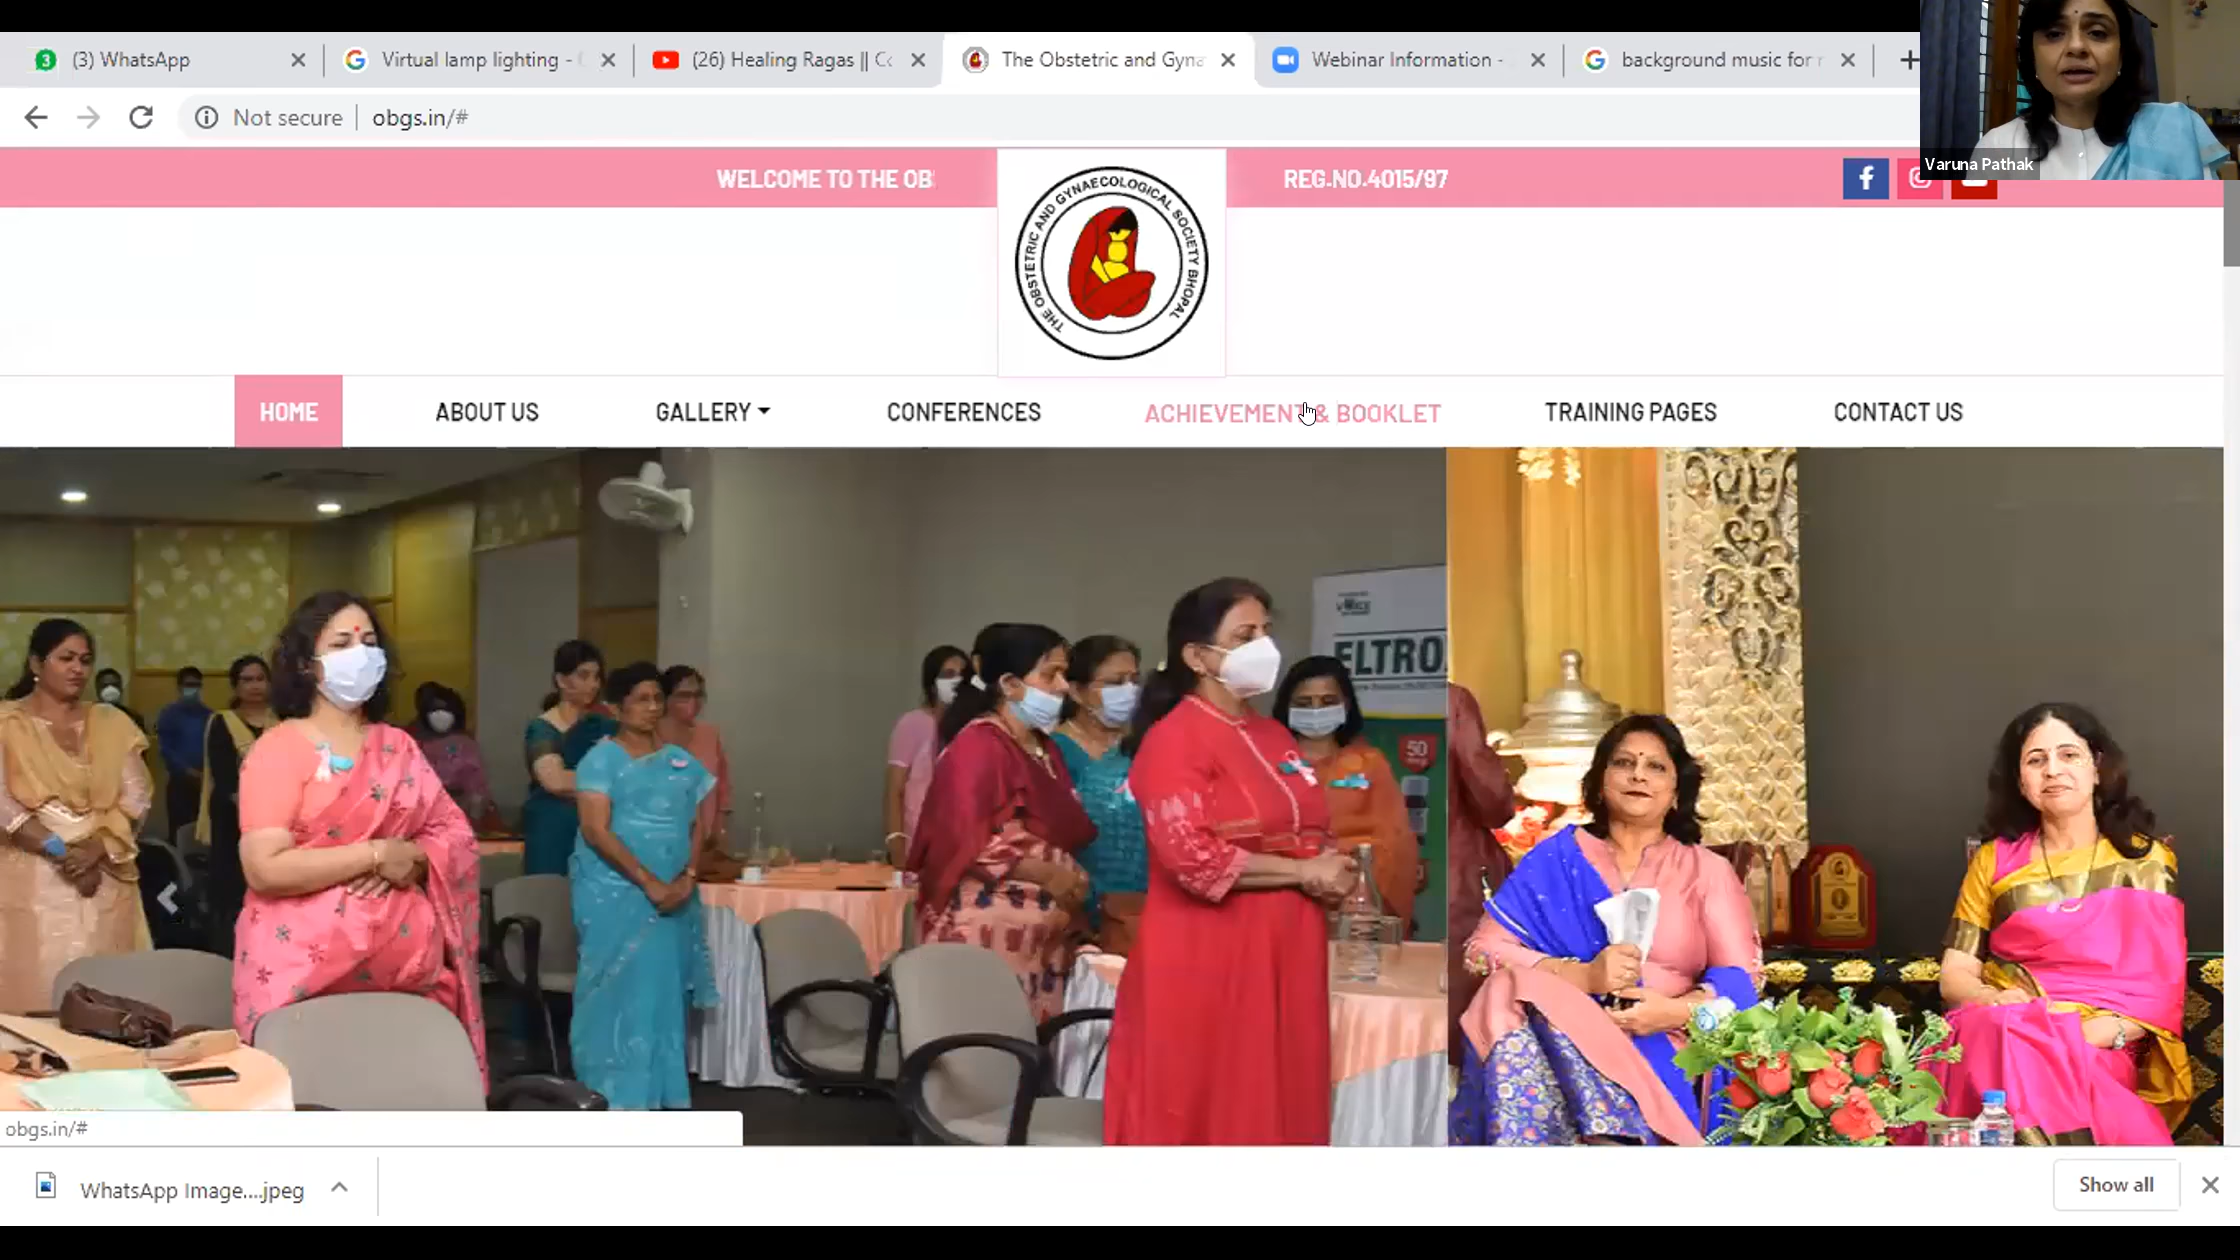 (3) WhatsApp
Virtual lamp lighting -
(26) Healing Ragas || Co
The Obstetric and Gyna
Webinar Information -
background music for
Not secure
obgs.in/#
Varuna Pathak
WELCOME TO THE OB
REG.NO.4015/97
THE OBSTETRIC AND GYNAECOLOGICAL SOCIETY BHOPAL
HOME
ABOUT US
GALLERY
CONFERENCES
ACHIEVEMENT & BOOKLET
TRAINING PAGES
CONTACT US
ELTRO
50
obgs.in/#
WhatsApp Image....jpeg
Show all